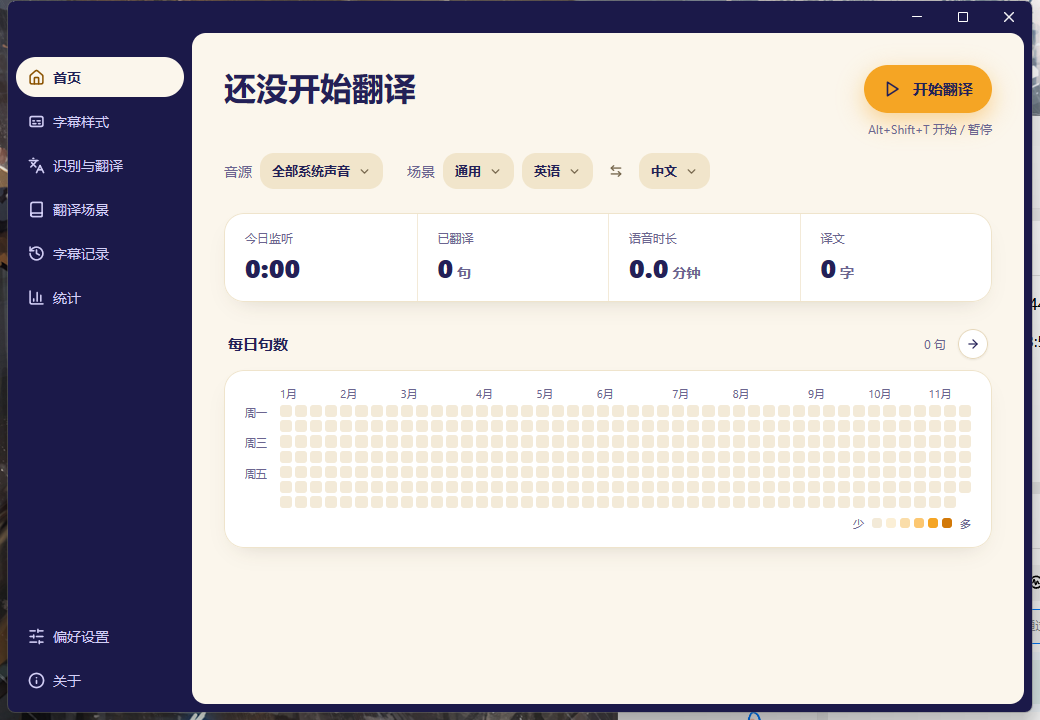 首页
字幕样式
识别与翻译
翻译场景
字幕记录
统计
偏好设置
关于
还没开始翻译
开始翻译
Alt+Shift+T 开始 / 暂停
音源 全部系统声音 场景 通用 英语 中文
今日监听 已翻译 语音时长 译文
0:00 0 句 0.0 分钟 0 字
每日句数 0 句
1月 2月 3月 4月 5月 6月 7月 8月 9月 10月 11月
周一
周三
周五
少 多